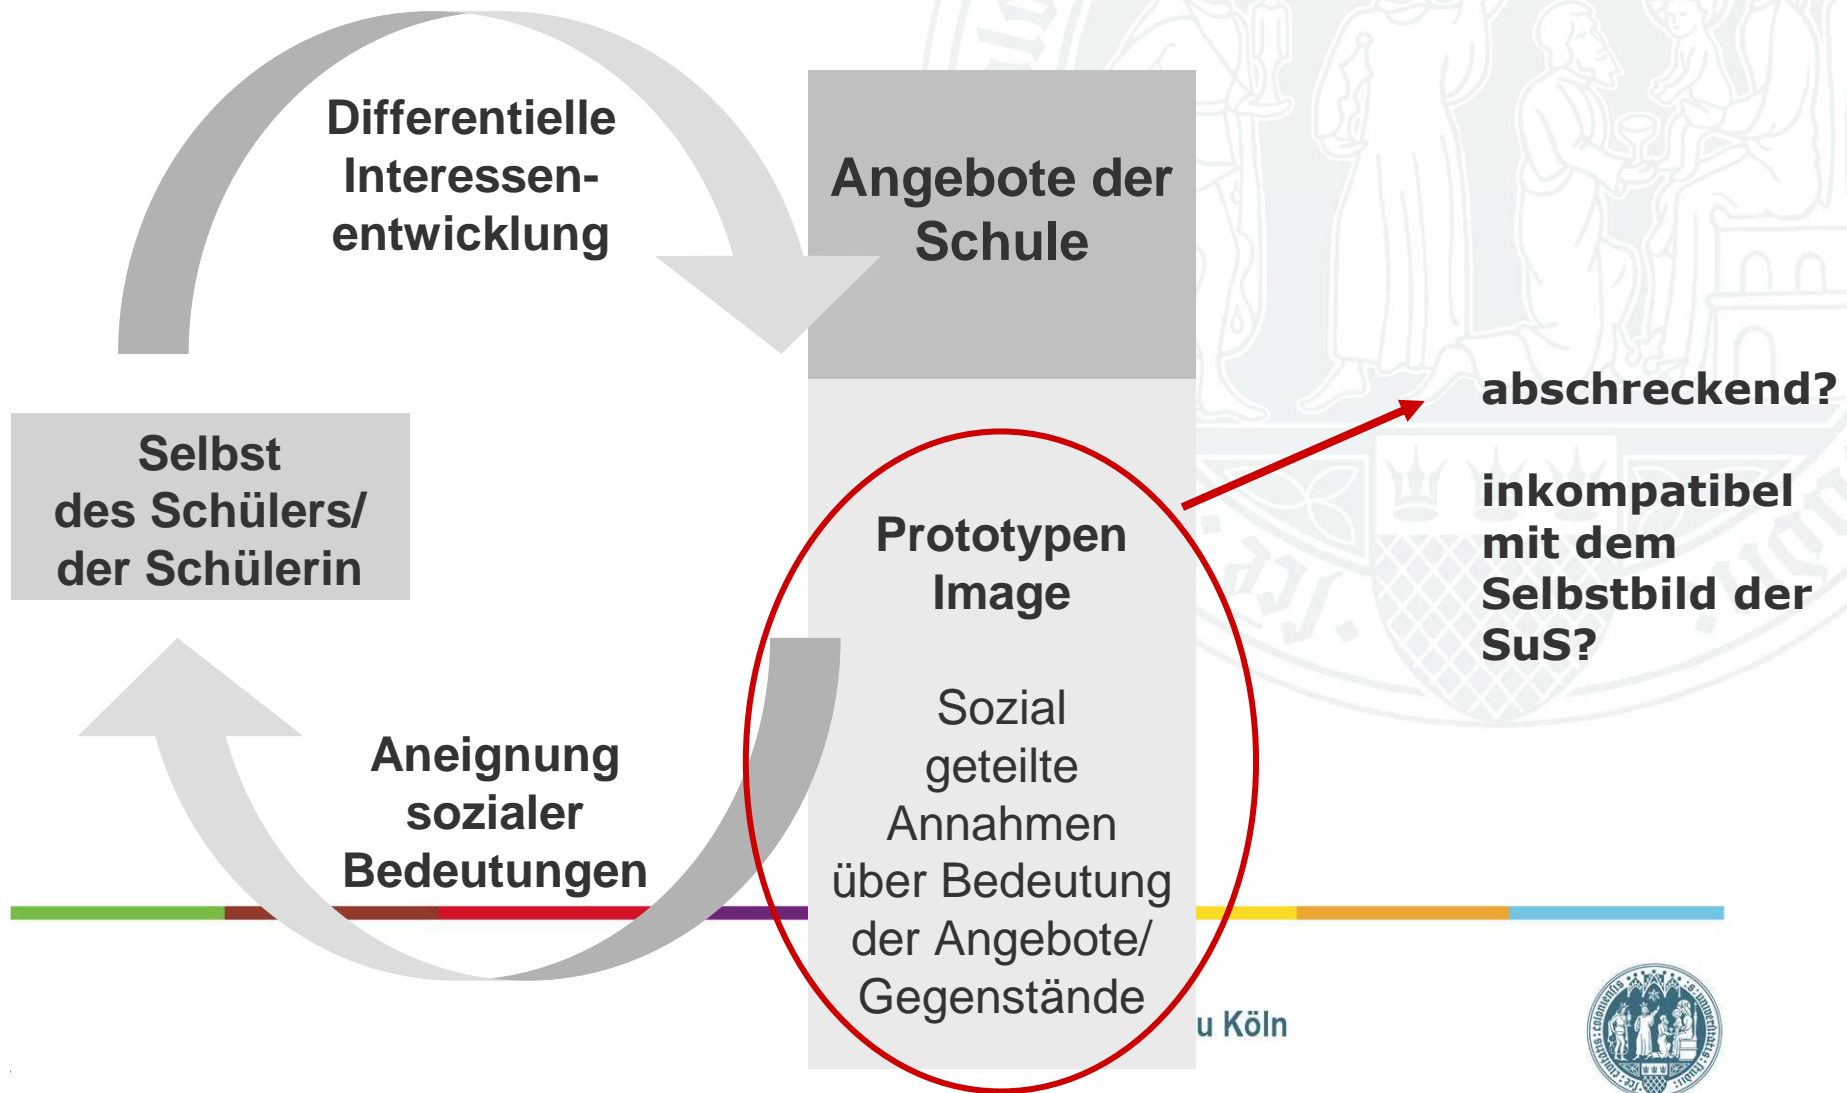 Differentielle
Interessen-
entwicklung
Angebote der
Schule
Selbst
des Schülers/
der Schülerin
Prototypen
Image
Sozial
geteilte
Annahmen
über Bedeutung
der Angebote/
Gegenstände
Aneignung
sozialer
Bedeutungen
abschreckend?
inkompatibel
mit dem
Selbstbild der
SuS?
u Köln